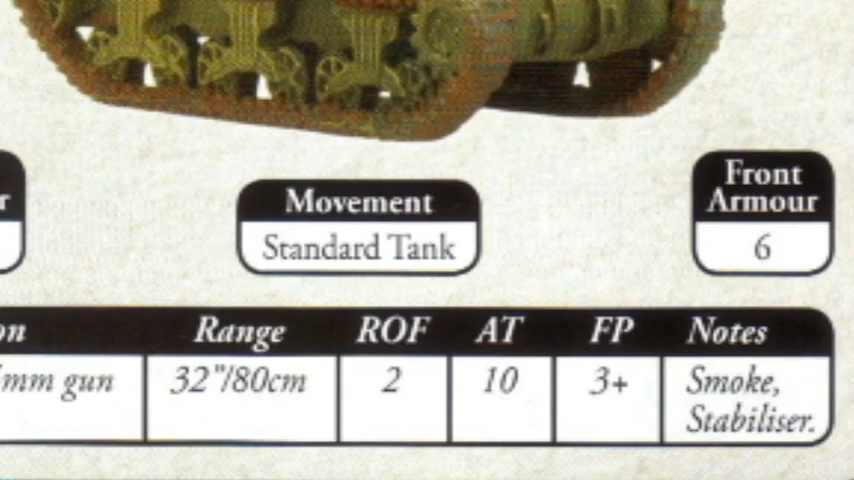 Front
Armour
Movement
6
Standard Tank
Range ROF AT FP Notes
mm gun 32"/80cm 2 10 3+ Smoke,
Stabiliser.